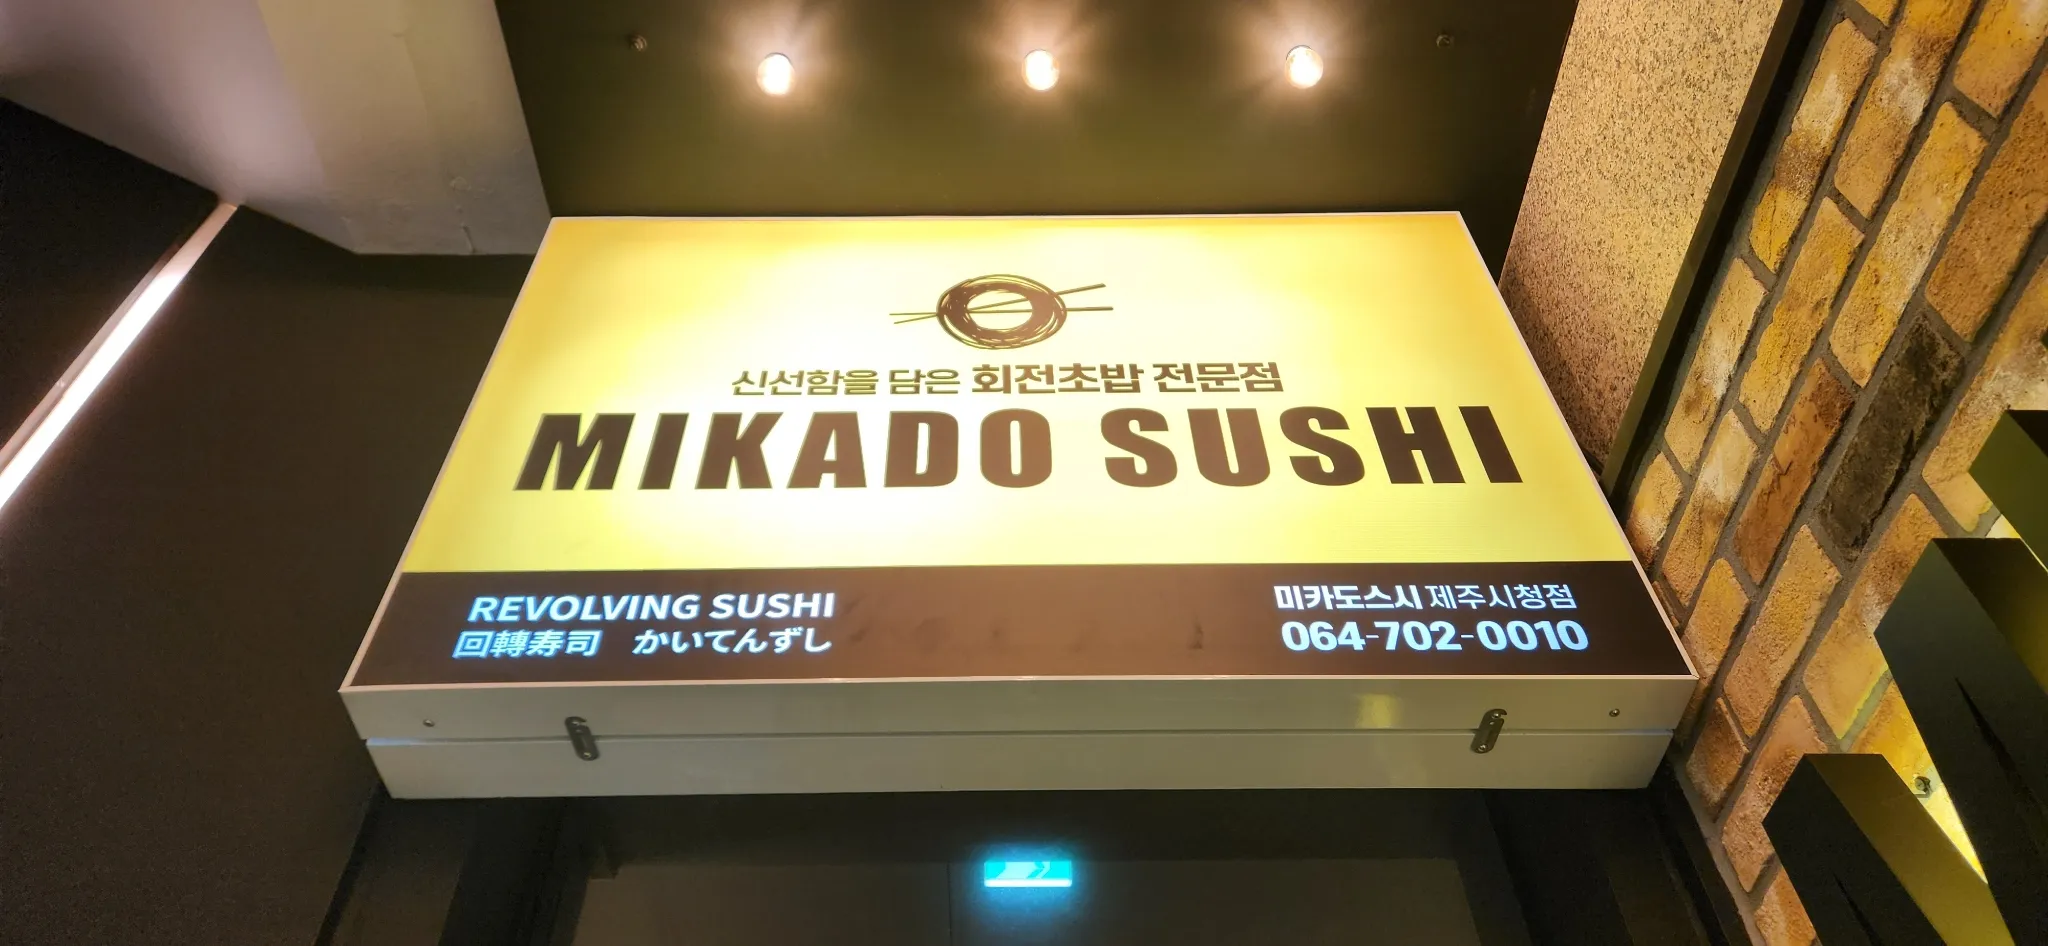 신선함을 담은 회전초밥 전문점
MIKADO SUSHI
REVOLVING SUSHI
回轉寿司 かいてんずし
미카도스시 제주시청점
064-702-0010